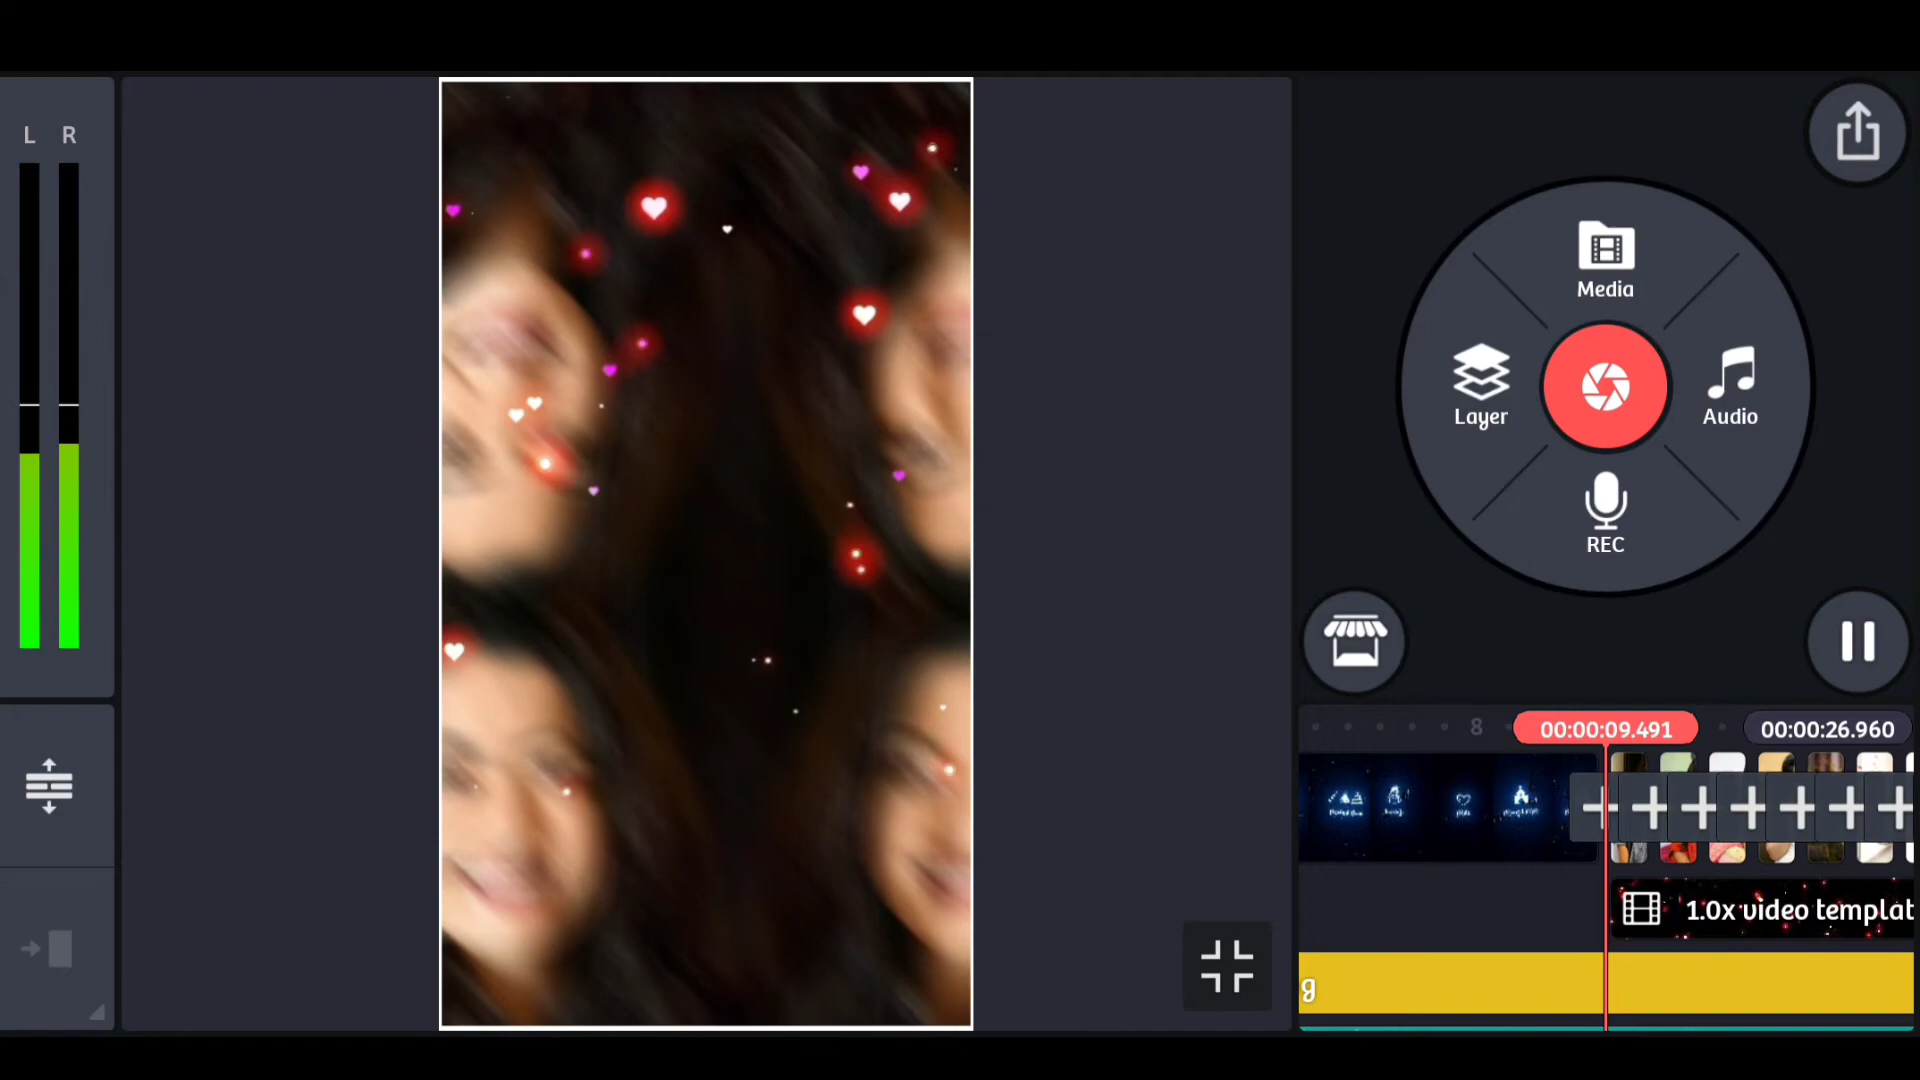 L R
Media
Layer
Audio
REC
8
00:00:09.491
00:00:26.960
1.0x video templat
g